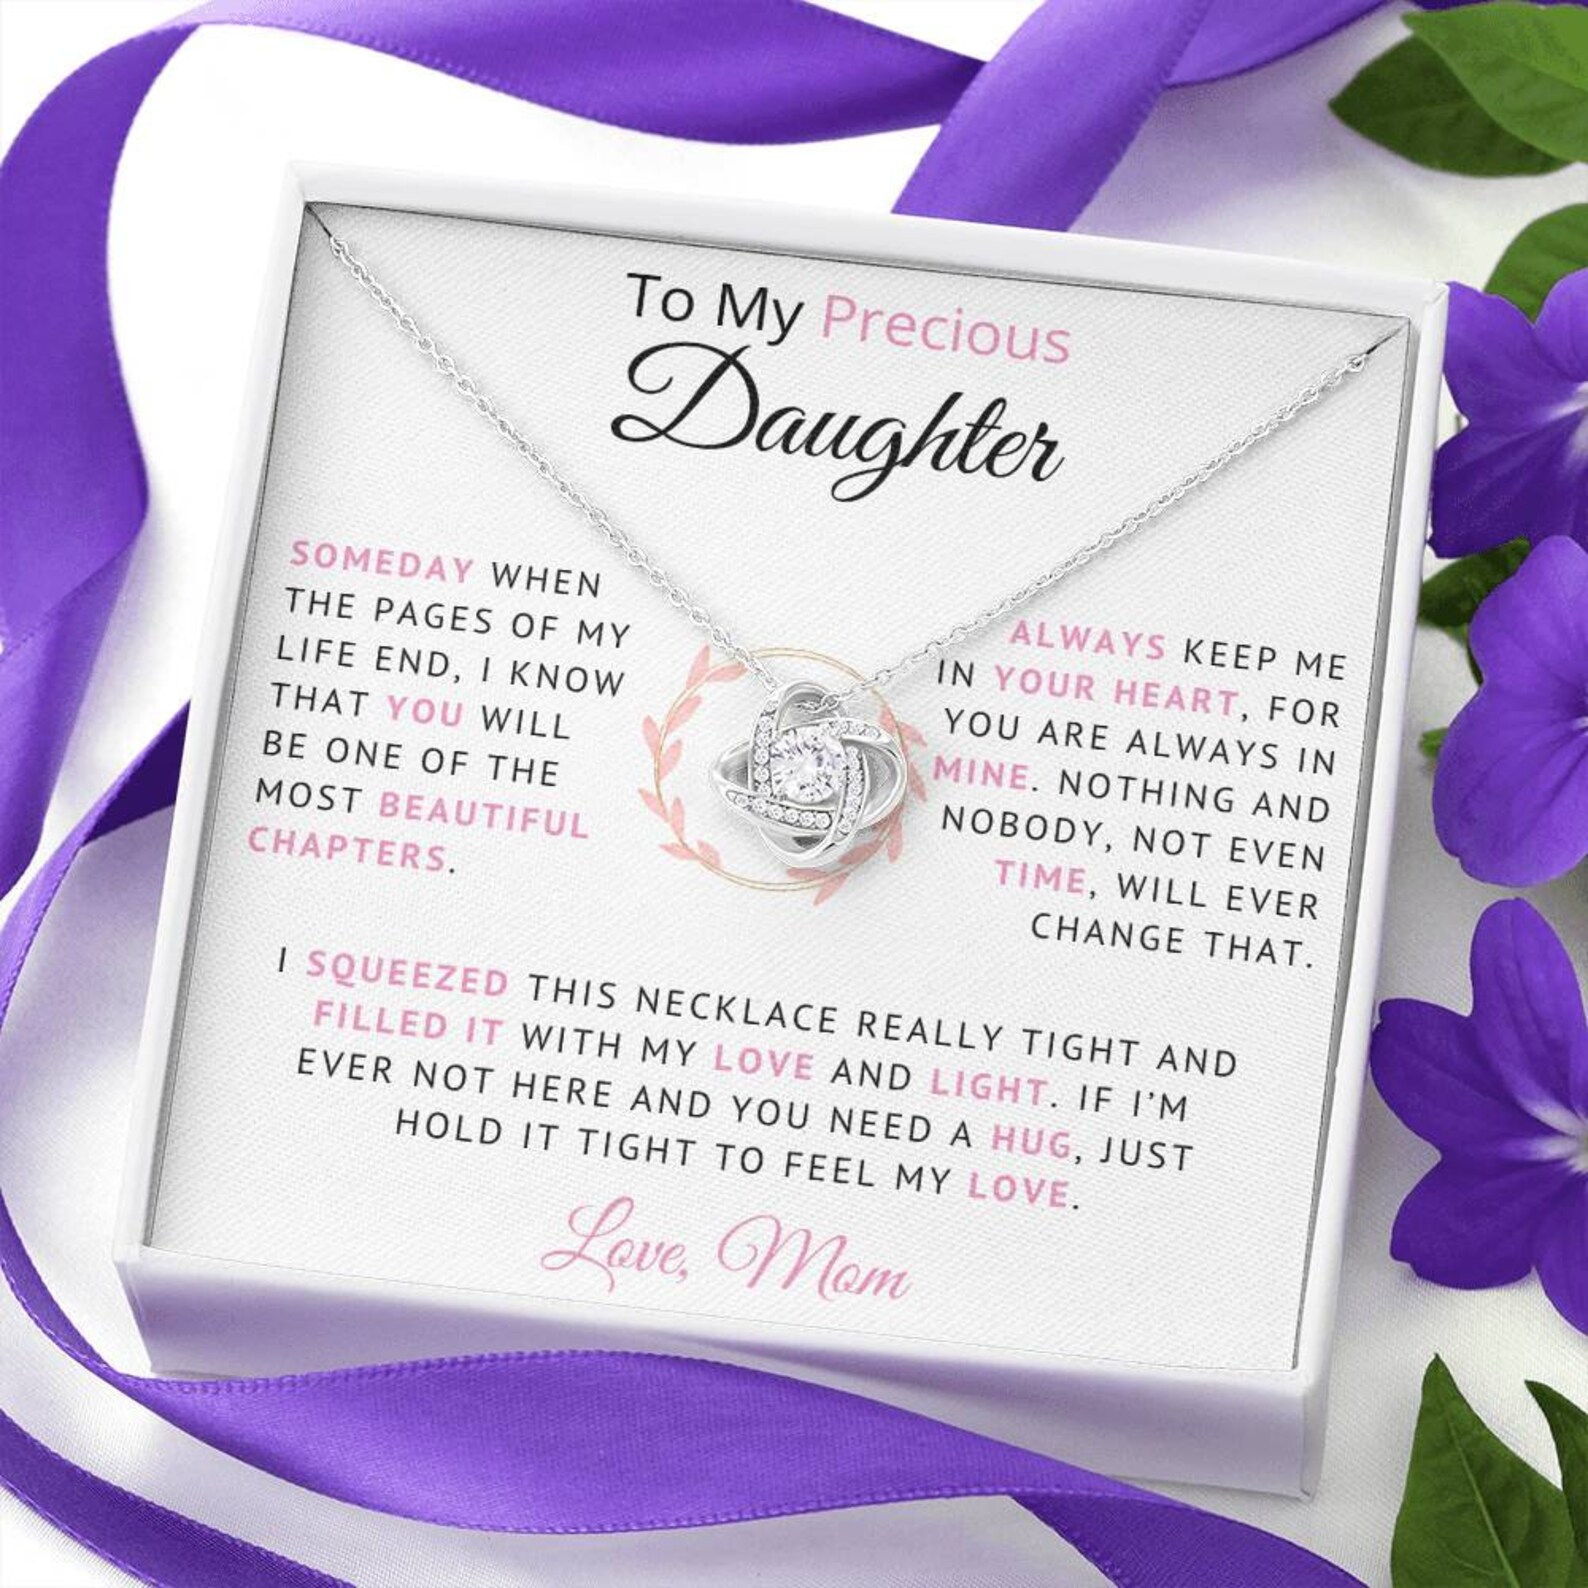 To My Precious
Daughter
SOMEDAY WHEN
THE PAGES OF MY
LIFE END, I KNOW
THAT YOU WILL
BE ONE OF THE
MOST BEAUTIFUL
CHAPTERS.
ALWAYS KEEP ME
IN YOUR HEART, FOR
YOU ARE ALWAYS IN
MINE. NOTHING AND
NOBODY, NOT EVEN
TIME, WILL EVER
CHANGE THAT.
I SQUEEZED THIS NECKLACE REALLY TIGHT AND
FILLED IT WITH MY LOVE AND LIGHT. IF I'M
EVER NOT HERE AND YOU NEED A HUG, JUST
HOLD IT TIGHT TO FEEL MY LOVE.
Love, Mom